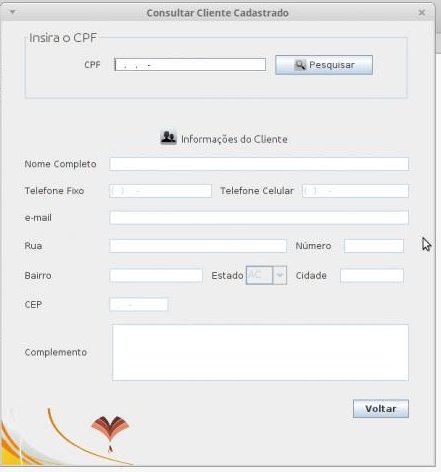 Consultar Cliente Cadastrado
Insira o CPF
CPF . . - Pesquisar
Informações do Cliente
Nome Completo
Telefone Fixo ( ) - Telefone Celular ( ) -
e-mail
Rua Número
Bairro Estado AC Cidade
CEP -
Complemento
Voltar